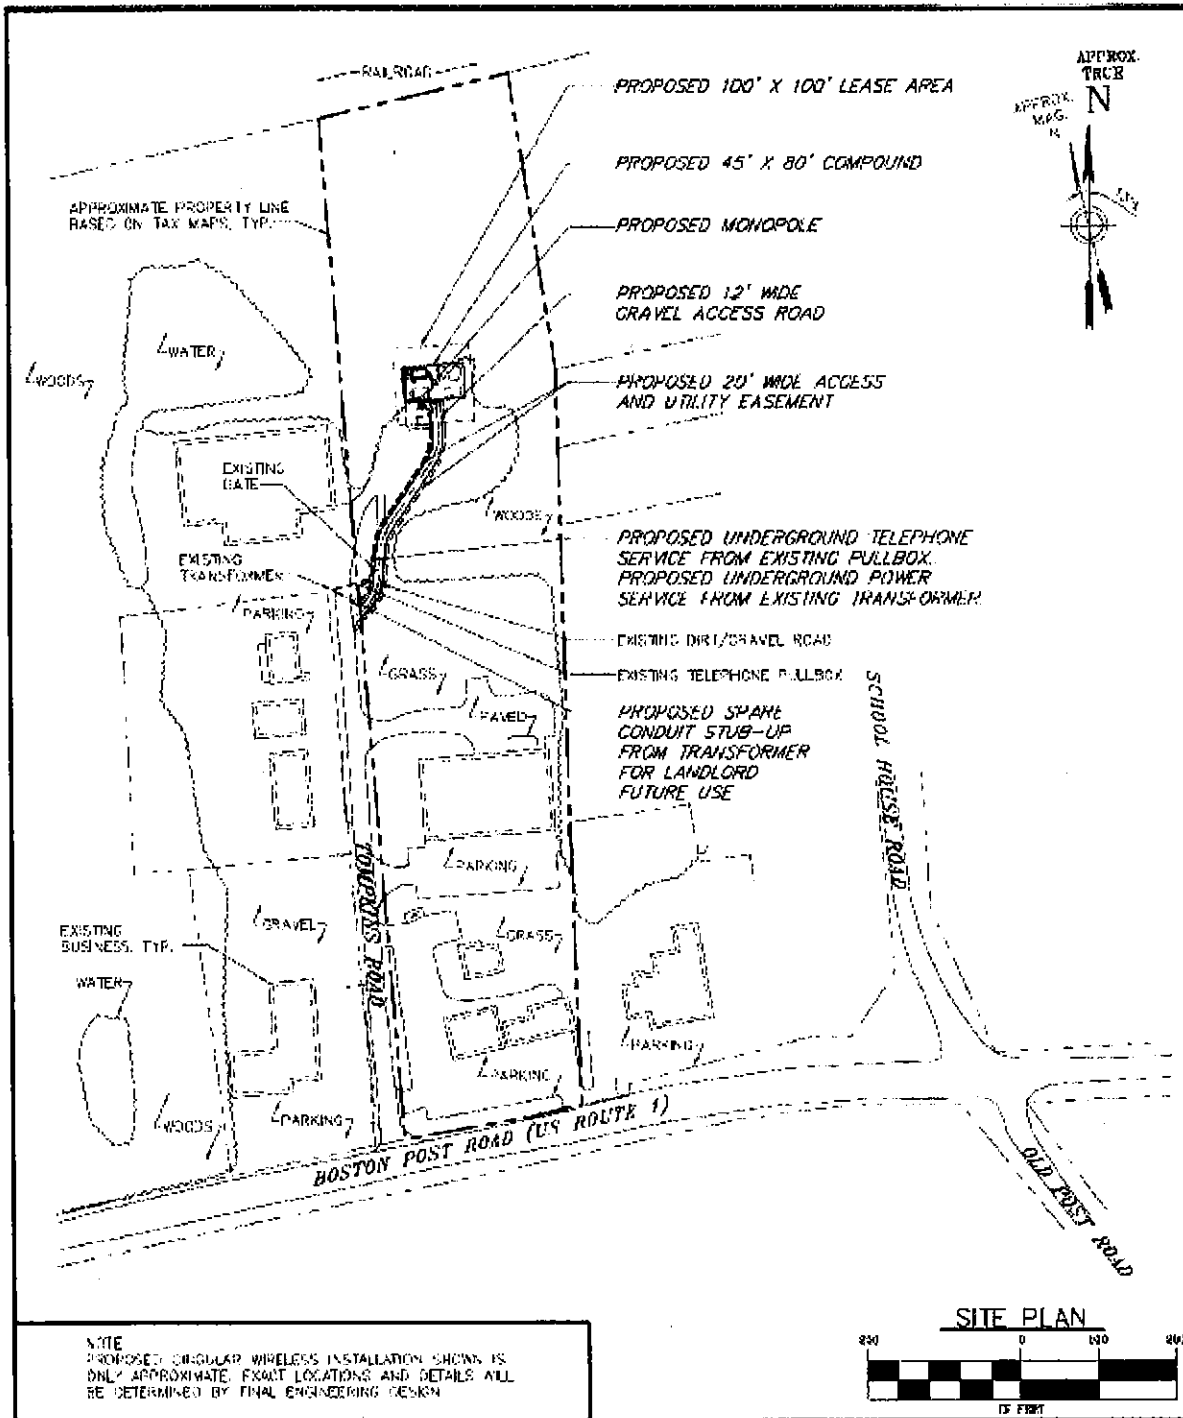 RAILROAD
PROPOSED 100' X 100' LEASE AREA
APPROX.
TRUE
N
APPROX.
MAG.
N
PROPOSED 45' X 80' COMPOUND
APPROXIMATE PROPERTY LINE
BASED ON TAX MAPS, TYP.
PROPOSED MONOPOLE
PROPOSED 12' WIDE
GRAVEL ACCESS ROAD
WATER
WOODS
PROPOSED 20' WIDE ACCESS
AND UTILITY EASEMENT
EXISTING
GATE
WOODS
PROPOSED UNDERGROUND TELEPHONE
SERVICE FROM EXISTING PULLBOX.
PROPOSED UNDERGROUND POWER
SERVICE FROM EXISTING TRANSFORMER
EXISTING
TRANSFORMER
PARKING
EXISTING DIRT/GRAVEL ROAD
GRASS
EXISTING TELEPHONE PULLBOX
PAVED
PROPOSED SPARE
CONDUIT STUB-UP
FROM TRANSFORMER
FOR LANDLORD
FUTURE USE
SCHOOL HOUSE ROAD
TOMPKINS ROAD
PARKING
GRAVEL
GRASS
EXISTING
BUSINESS, TYP.
WATER
PARKING
PARKING
WOODS
PARKING
BOSTON POST ROAD (US ROUTE 1)
OLD POST ROAD
SITE PLAN
200 0 100 200
IN FEET
NOTE
PROPOSED CINGULAR WIRELESS INSTALLATION SHOWN IS
ONLY APPROXIMATE. EXACT LOCATIONS AND DETAILS WILL
BE DETERMINED BY FINAL ENGINEERING DESIGN